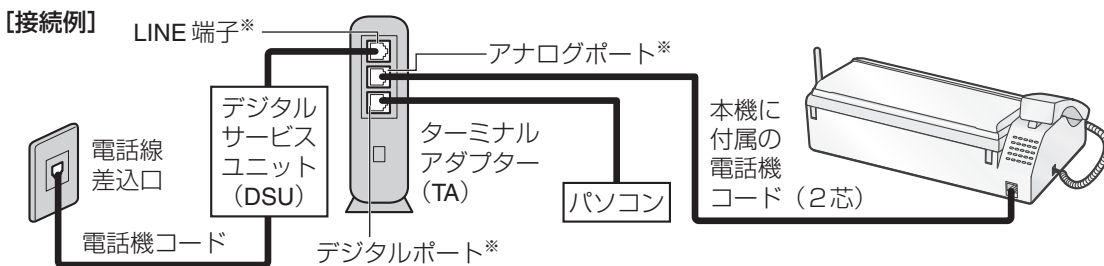 [接続例]
LINE 端子※
アナログポート※
デジタル
サービス
ユニット
（DSU）
電話線
差込口
ターミナル
アダプター
（TA）
パソコン
本機に
付属の
電話機
コード（２芯）
電話機コード
デジタルポート※